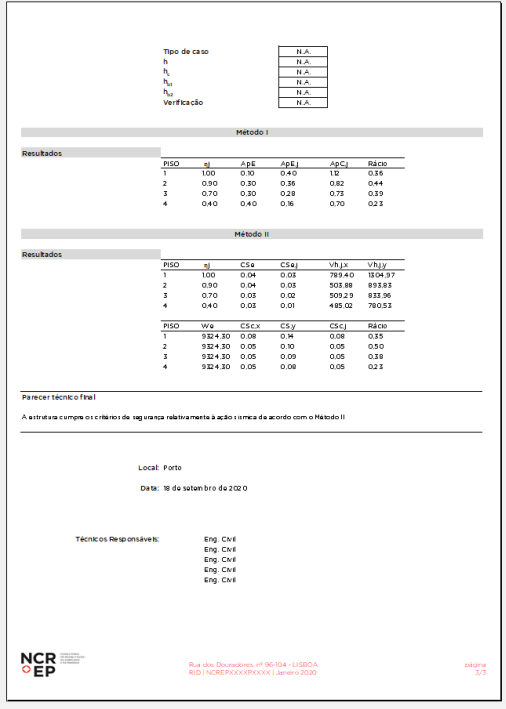 Tipo de caso N.A.
h N.A.
hc N.A.
hs1 N.A.
hs2 N.A.
Verificação N.A.
Método I
Resultados
PISO ηj ApE ApE,j ApC,j Rácio
1 1,00 0,10 0,40 1,12 0,36
2 0,90 0,30 0,36 0,82 0,44
3 0,70 0,30 0,28 0,73 0,39
4 0,40 0,40 0,16 0,70 0,23
Método II
Resultados
PISO ηj CSe CSe,j Vh,j,x Vh,j,y
1 1,00 0,04 0,03 789,40 1304,97
2 0,90 0,04 0,03 503,88 893,83
3 0,70 0,03 0,02 509,29 833,96
4 0,40 0,03 0,01 485,02 780,53
PISO We CSc,x CS,y CSc,j Rácio
1 9324,30 0,08 0,14 0,08 0,35
2 9324,30 0,05 0,10 0,05 0,50
3 9324,30 0,05 0,09 0,05 0,38
4 9324,30 0,05 0,08 0,05 0,23
Parecer técnico final
A estrutura cumpre os critérios de segurança relativamente à ação sísmica de acordo com o Método II
Local: Porto
Data: 18 de setembro de 2020
Técnicos Responsáveis: Eng. Civil
Eng. Civil
Eng. Civil
Eng. Civil
Eng. Civil
NCR
EP
Rua dos Douradores, nº 96-104 - LISBOA
RID | NCREPXXXXPXXXX | Janeiro 2020
página
3/3